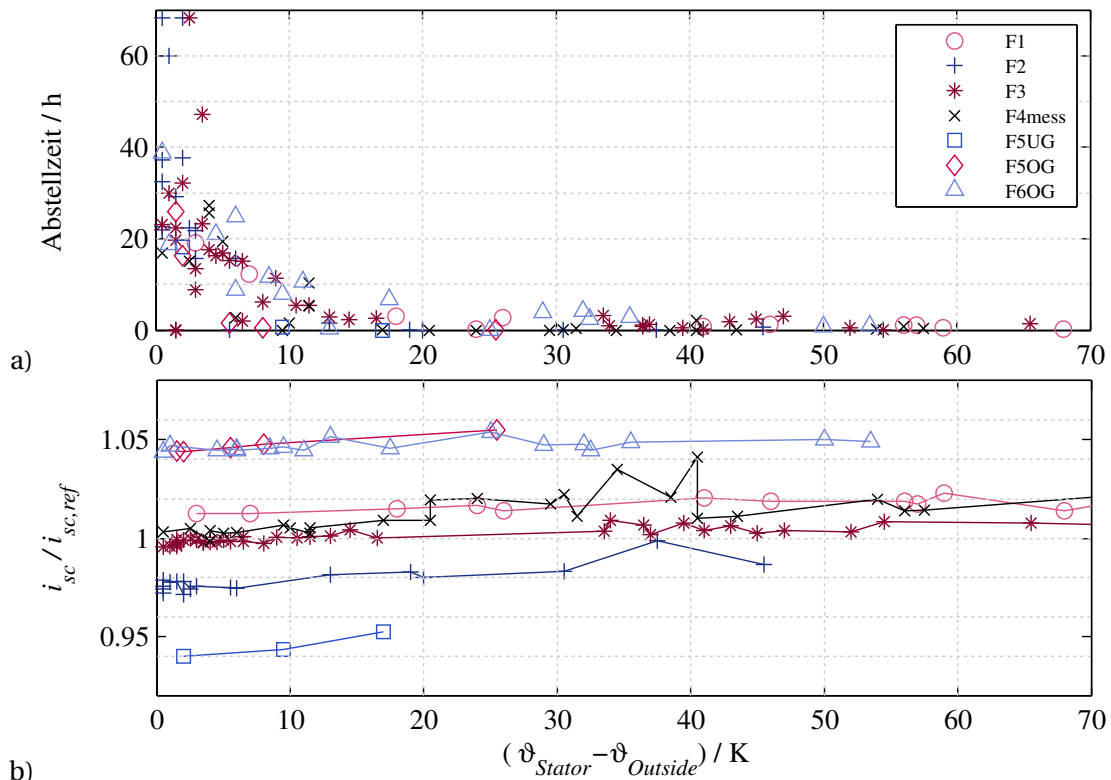 a)
Abstellzeit / h
60
40
20
0
F1
F2
F3
F4mess
F5UG
F5OG
F6OG
0 10 20 30 40 50 60 70
b)
i_sc / i_sc,ref
1.05
1
0.95
0 10 20 30 40 50 60 70
(ϑ_Stator−ϑ_Outside) / K